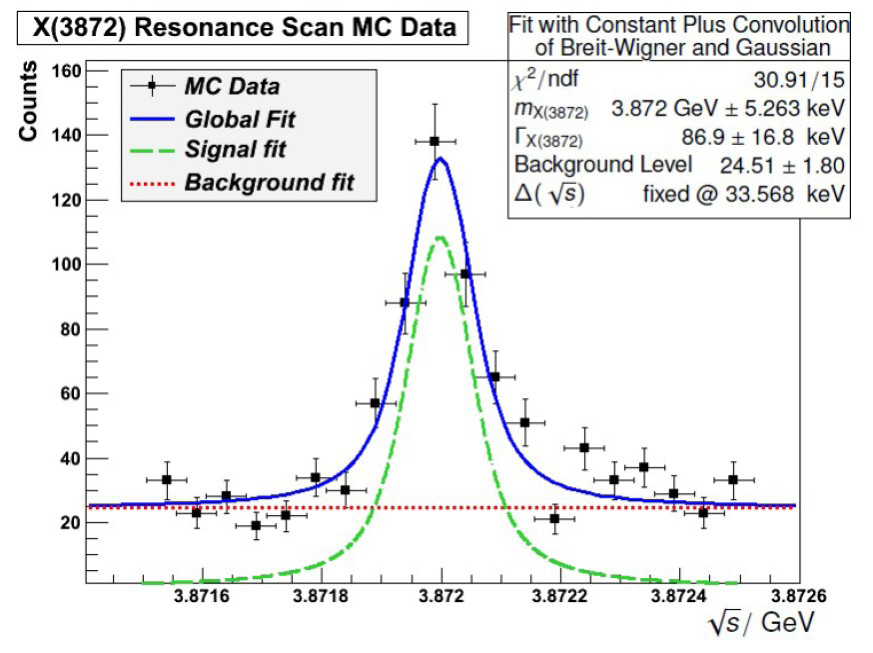 X(3872) Resonance Scan MC Data
Fit with Constant Plus Convolution
of Breit-Wigner and Gaussian
χ²/ndf 30.91/15
mX(3872) 3.872 GeV ± 5.263 keV
ΓX(3872) 86.9 ± 16.8 keV
Background Level 24.51 ± 1.80
Δ(√s) fixed @ 33.568 keV
Counts
MC Data
Global Fit
Signal fit
Background fit
160
140
120
100
80
60
40
20
3.8716 3.8718 3.872 3.8722 3.8724 3.8726
√s/ GeV